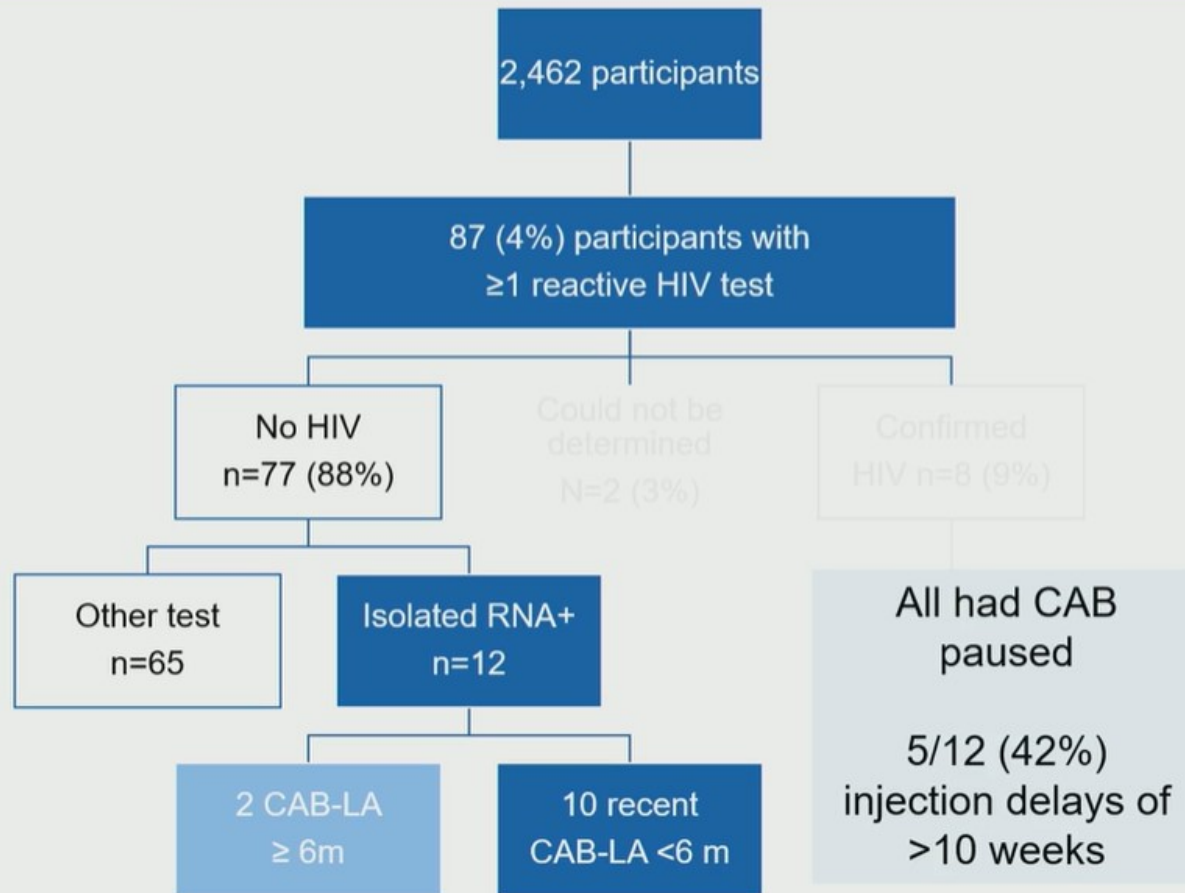 2,462 participants
87 (4%) participants with
≥1 reactive HIV test
No HIV
n=77 (88%)
Could not be
determined
N=2 (3%)
Confirmed
HIV n=8 (9%)
Other test
n=65
Isolated RNA+
n=12
All had CAB
paused
5/12 (42%)
injection delays of
>10 weeks
2 CAB-LA
≥ 6m
10 recent
CAB-LA <6 m